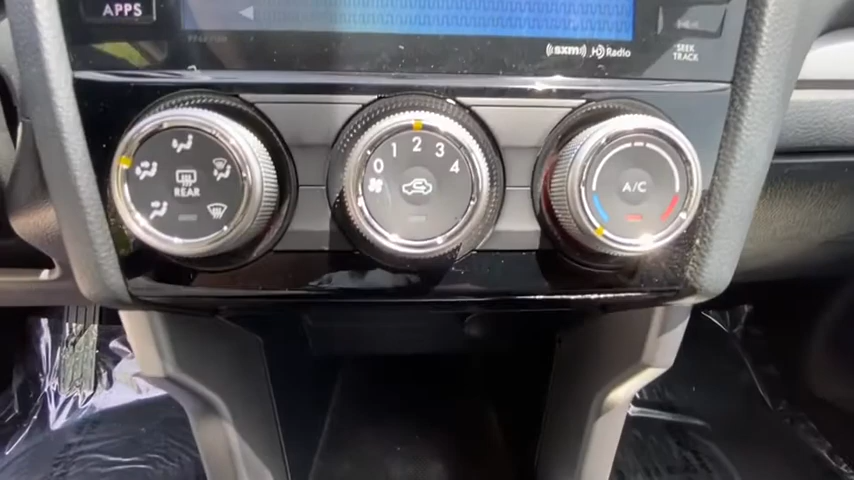 APPS
((sxm)) HD Radio
SEEK
TRACK
REAR
0 1 2 3 4
A/C